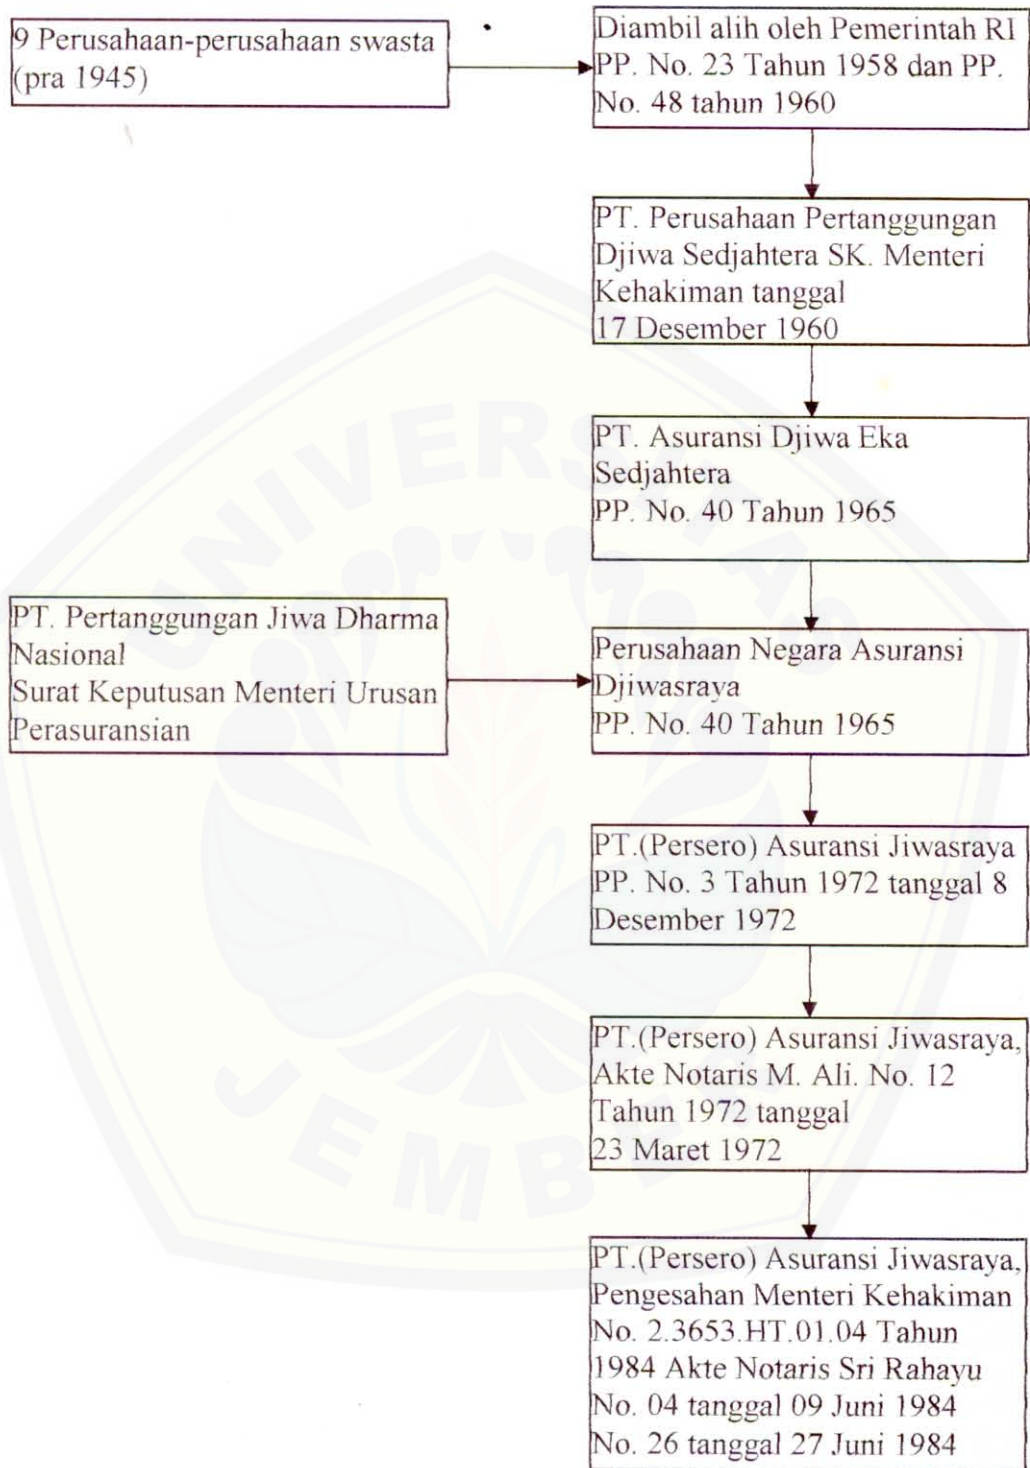 9 Perusahaan-perusahaan swasta
(pra 1945)
Diambil alih oleh Pemerintah RI
PP. No. 23 Tahun 1958 dan PP.
No. 48 tahun 1960
PT. Perusahaan Pertanggungan
Djiwa Sedjahtera SK. Menteri
Kehakiman tanggal
17 Desember 1960
PT. Asuransi Djiwa Eka
Sedjahtera
PP. No. 40 Tahun 1965
PT. Pertanggungan Jiwa Dharma
Nasional
Surat Keputusan Menteri Urusan
Perasuransian
Perusahaan Negara Asuransi
Djiwasraya
PP. No. 40 Tahun 1965
PT.(Persero) Asuransi Jiwasraya
PP. No. 3 Tahun 1972 tanggal 8
Desember 1972
PT.(Persero) Asuransi Jiwasraya,
Akte Notaris M. Ali. No. 12
Tahun 1972 tanggal
23 Maret 1972
PT.(Persero) Asuransi Jiwasraya,
Pengesahan Menteri Kehakiman
No. 2.3653.HT.01.04 Tahun
1984 Akte Notaris Sri Rahayu
No. 04 tanggal 09 Juni 1984
No. 26 tanggal 27 Juni 1984
UNIVERSITAS
JEMBER